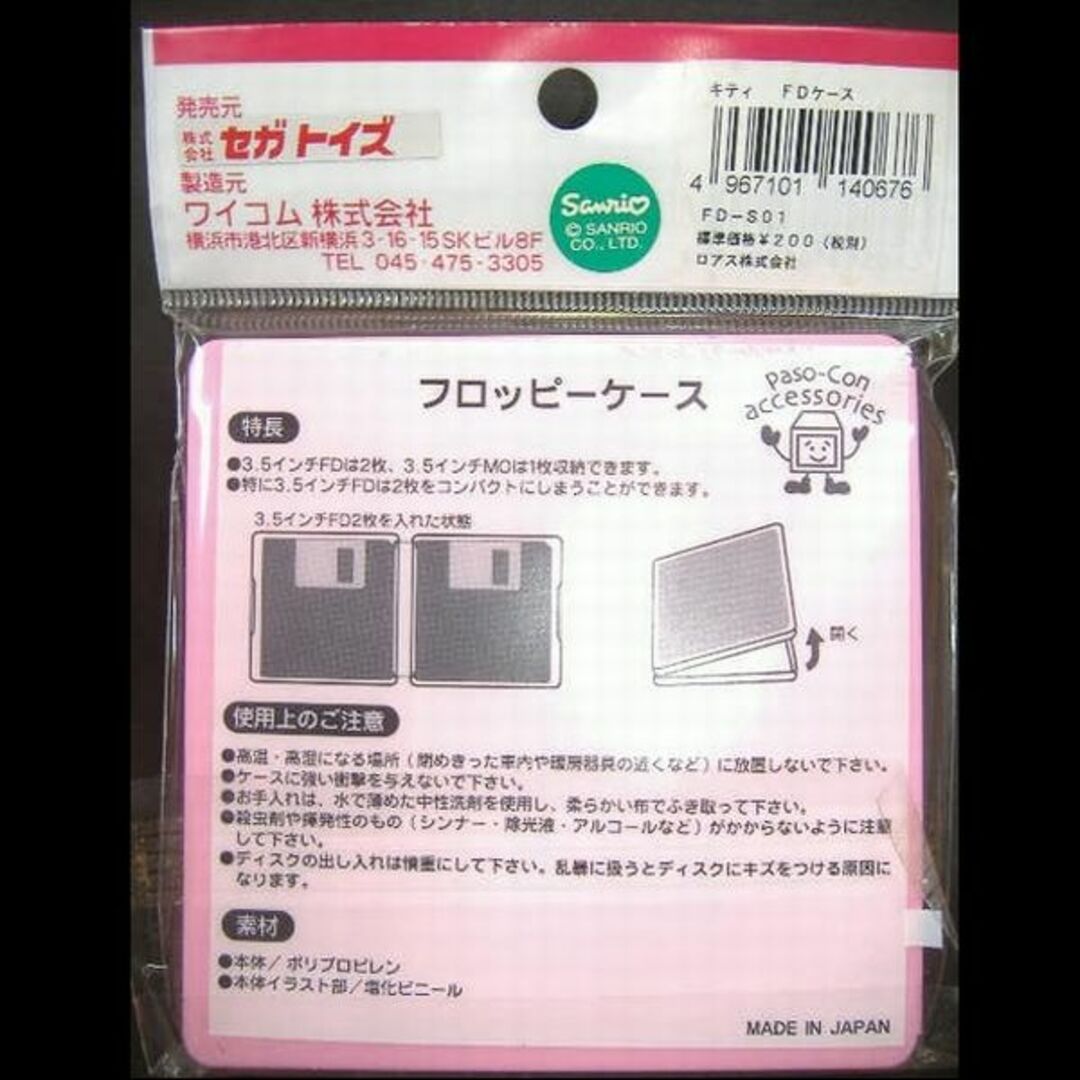 発売元
株式会社 セガトイズ
製造元
ワイコム 株式会社
横浜市港北区新横浜3-16-15SKビル8F
TEL 045-475-3305
Sanrio
© SANRIO
CO., LTD.
キティ FDケース
4 967101 140676
FD-S01
標準価格¥200(税別)
ロアス株式会社
フロッピーケース
Paso-Con
accessories
特長
●3.5インチFDは2枚、3.5インチMOは1枚収納できます。
●特に3.5インチFDは2枚をコンパクトにしまうことができます。
3.5インチFD2枚を入れた状態
開く
使用上のご注意
●高温・高湿になる場所(閉めきった車内や暖房器具の近くなど)に放置しないで下さい。
●ケースに強い衝撃を与えないで下さい。
●お手入れは、水で薄めた中性洗剤を使用し、柔らかい布でふき取って下さい。
●殺虫剤や揮発性のもの(シンナー・除光液・アルコールなど)がかからないように注意
して下さい。
●ディスクの出し入れは慎重にして下さい。乱暴に扱うとディスクにキズをつける原因に
なります。
素材
●本体/ポリプロピレン
●本体イラスト部/塩化ビニール
MADE IN JAPAN